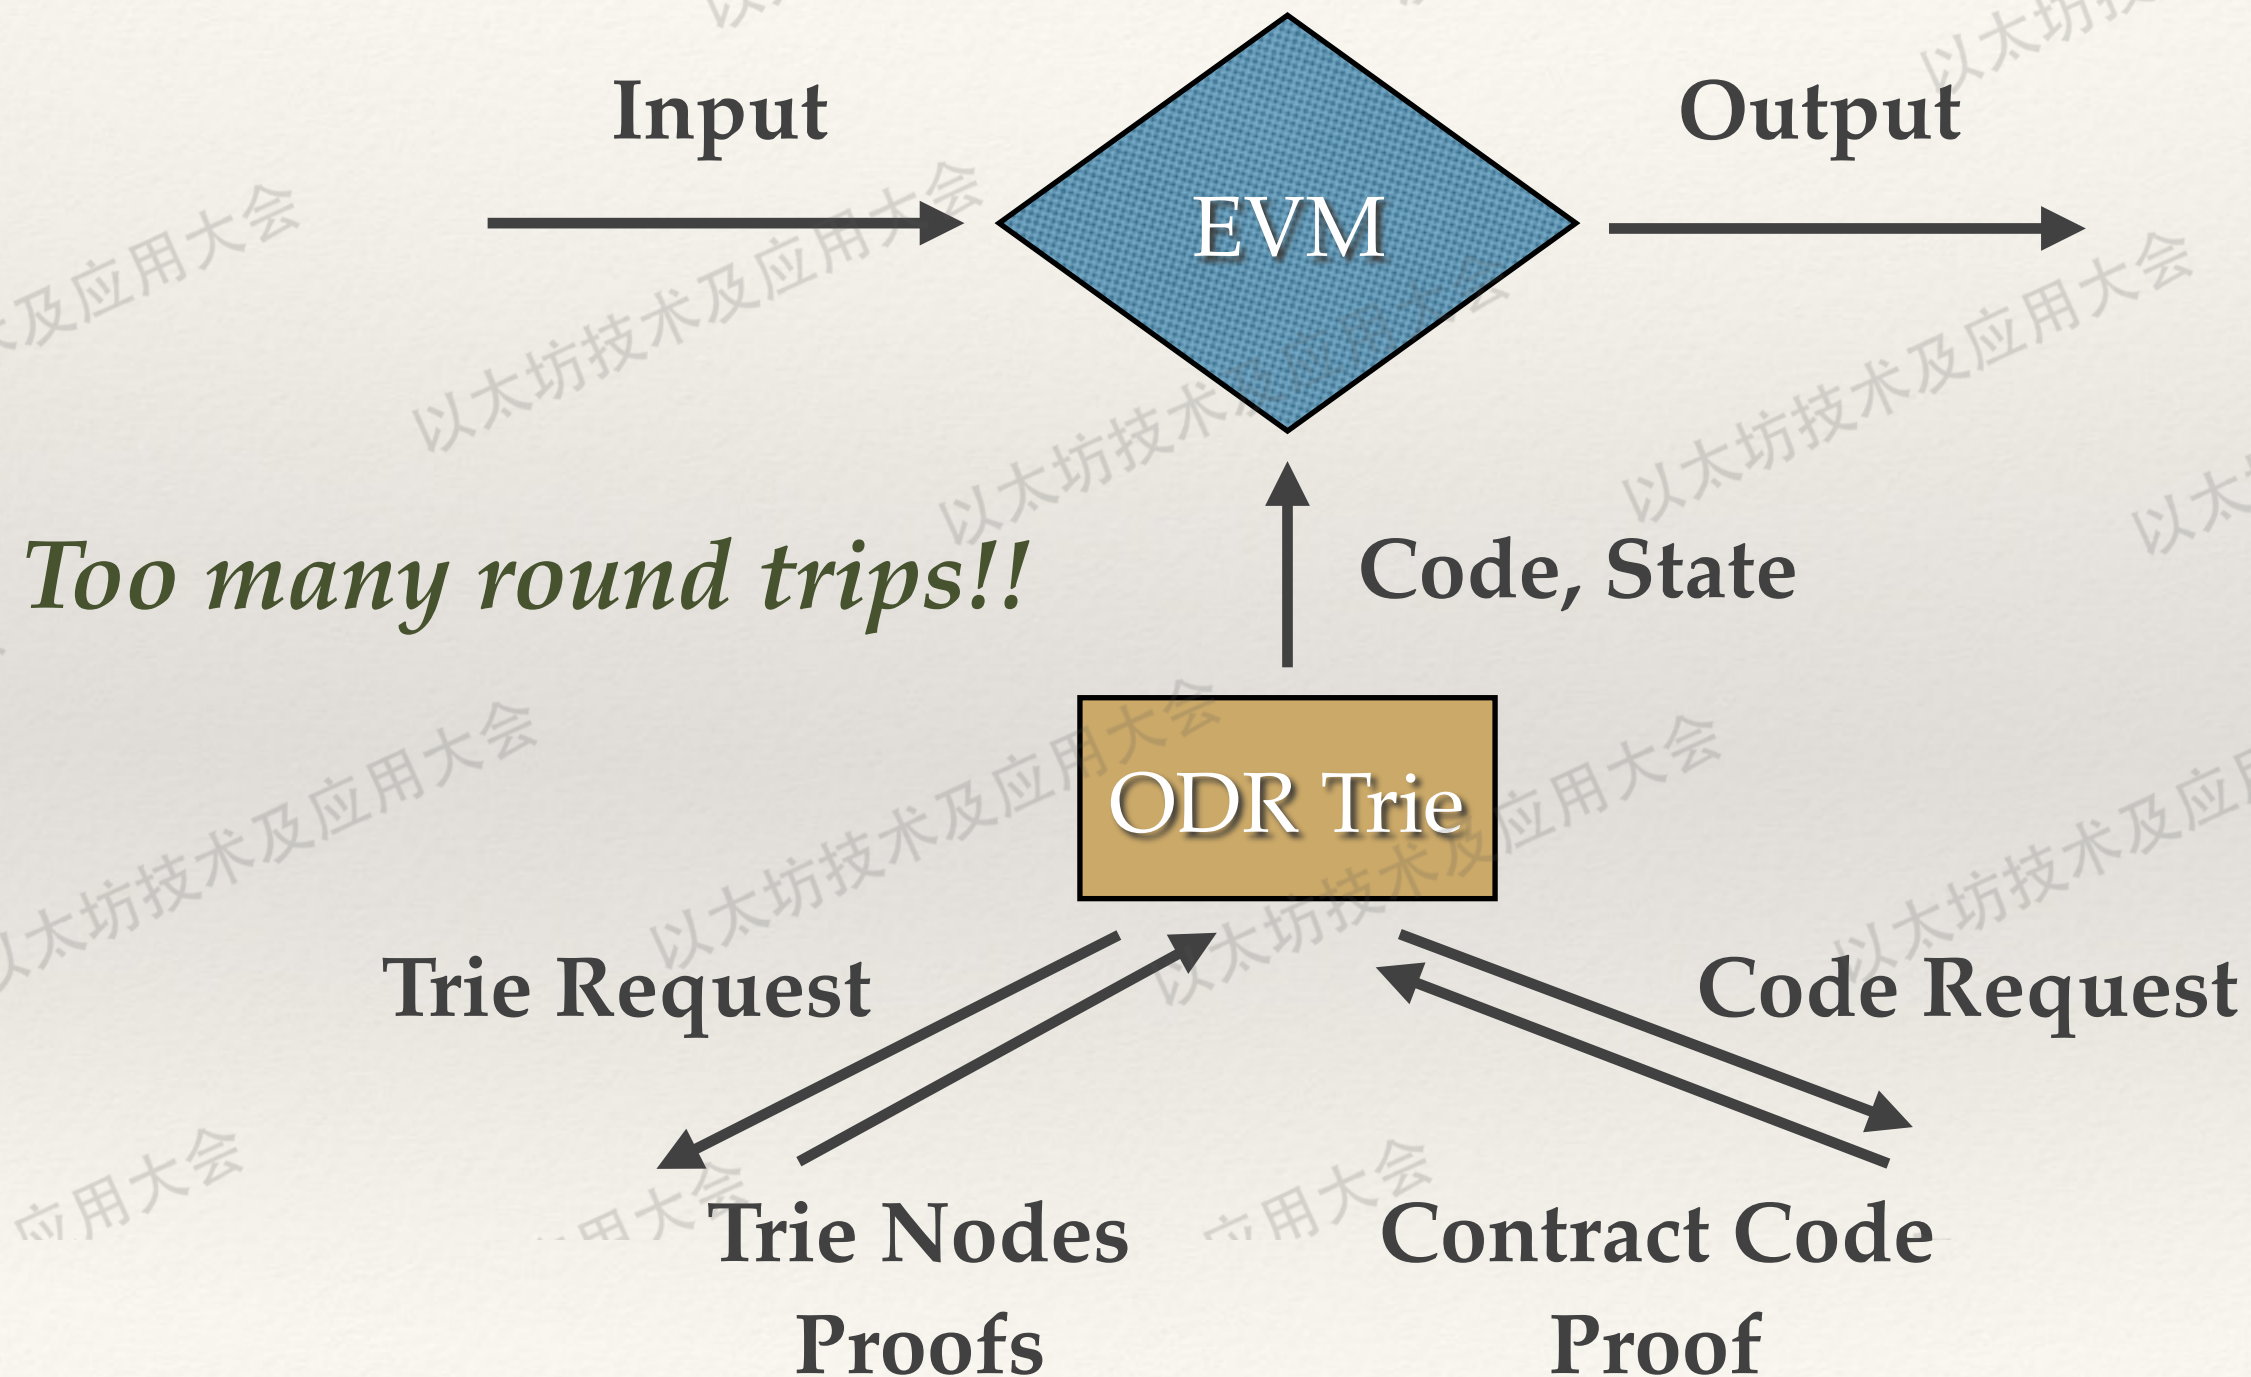 Input
Output
EVM
Too many round trips!!
Code, State
ODR Trie
Trie Request
Code Request
Trie Nodes
Proofs
Contract Code
Proof
以太坊技术及应用大会